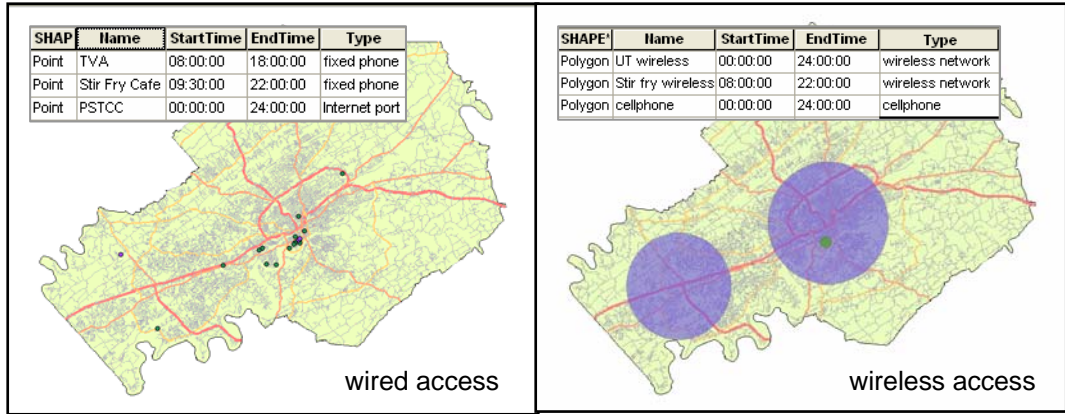 SHAP Name StartTime EndTime Type
Point TVA 08:00:00 18:00:00 fixed phone
Point Stir Fry Cafe 09:30:00 22:00:00 fixed phone
Point PSTCC 00:00:00 24:00:00 Internet port
wired access
SHAPE* Name StartTime EndTime Type
Polygon UT wireless 00:00:00 24:00:00 wireless network
Polygon Stir fry wireless 08:00:00 22:00:00 wireless network
Polygon cellphone 00:00:00 24:00:00 cellphone
wireless access